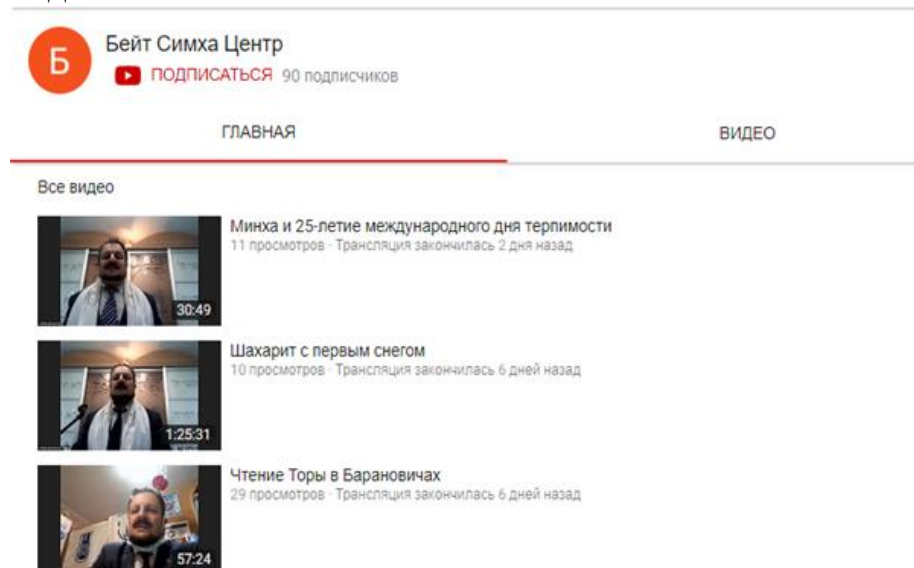 Б
Бейт Симха Центр
ПОДПИСАТЬСЯ 90 подписчиков
ГЛАВНАЯ
ВИДЕО
Все видео
Минха и 25-летие международного дня терпимости
11 просмотров · Трансляция закончилась 2 дня назад
30:49
Шахарит с первым снегом
10 просмотров · Трансляция закончилась 6 дней назад
1:25:31
Чтение Торы в Барановичах
29 просмотров · Трансляция закончилась 6 дней назад
57:24